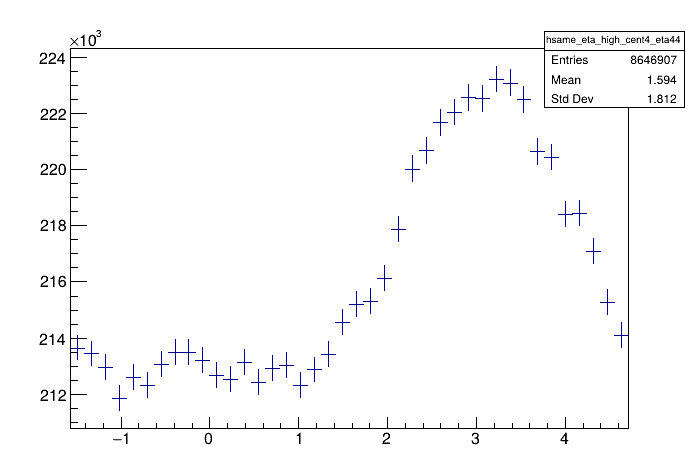 ×10³
hsame_eta_high_cent4_eta44
Entries 8646907
Mean 1.594
Std Dev 1.812
224
222
220
218
216
214
212
−1 0 1 2 3 4